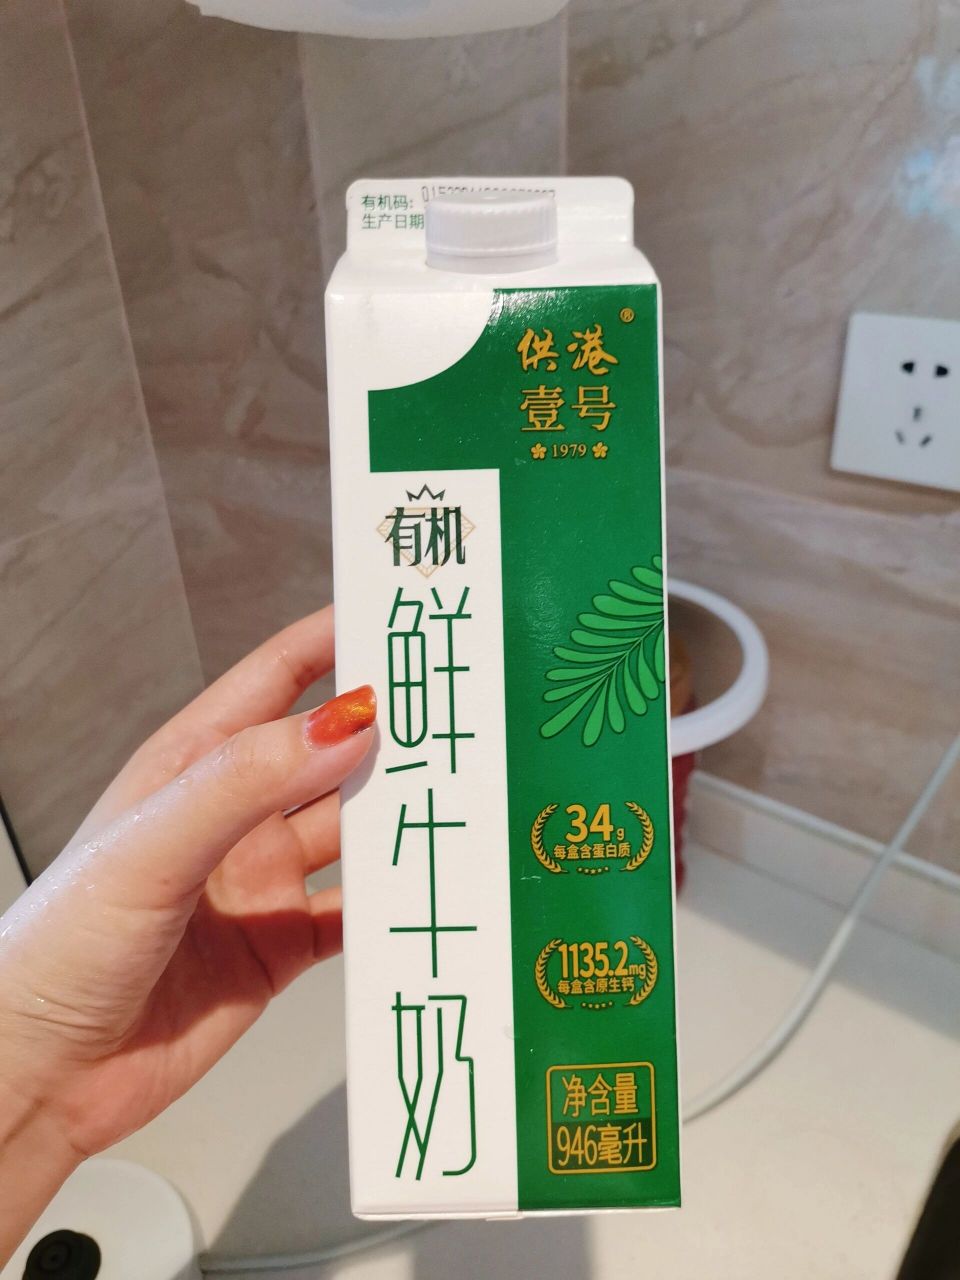 有机码:
生产日期
供港
壹号
®
1979
有机
鲜牛奶
34g
每盒含蛋白质
1135.2mg
每盒含原生钙
净含量
946毫升